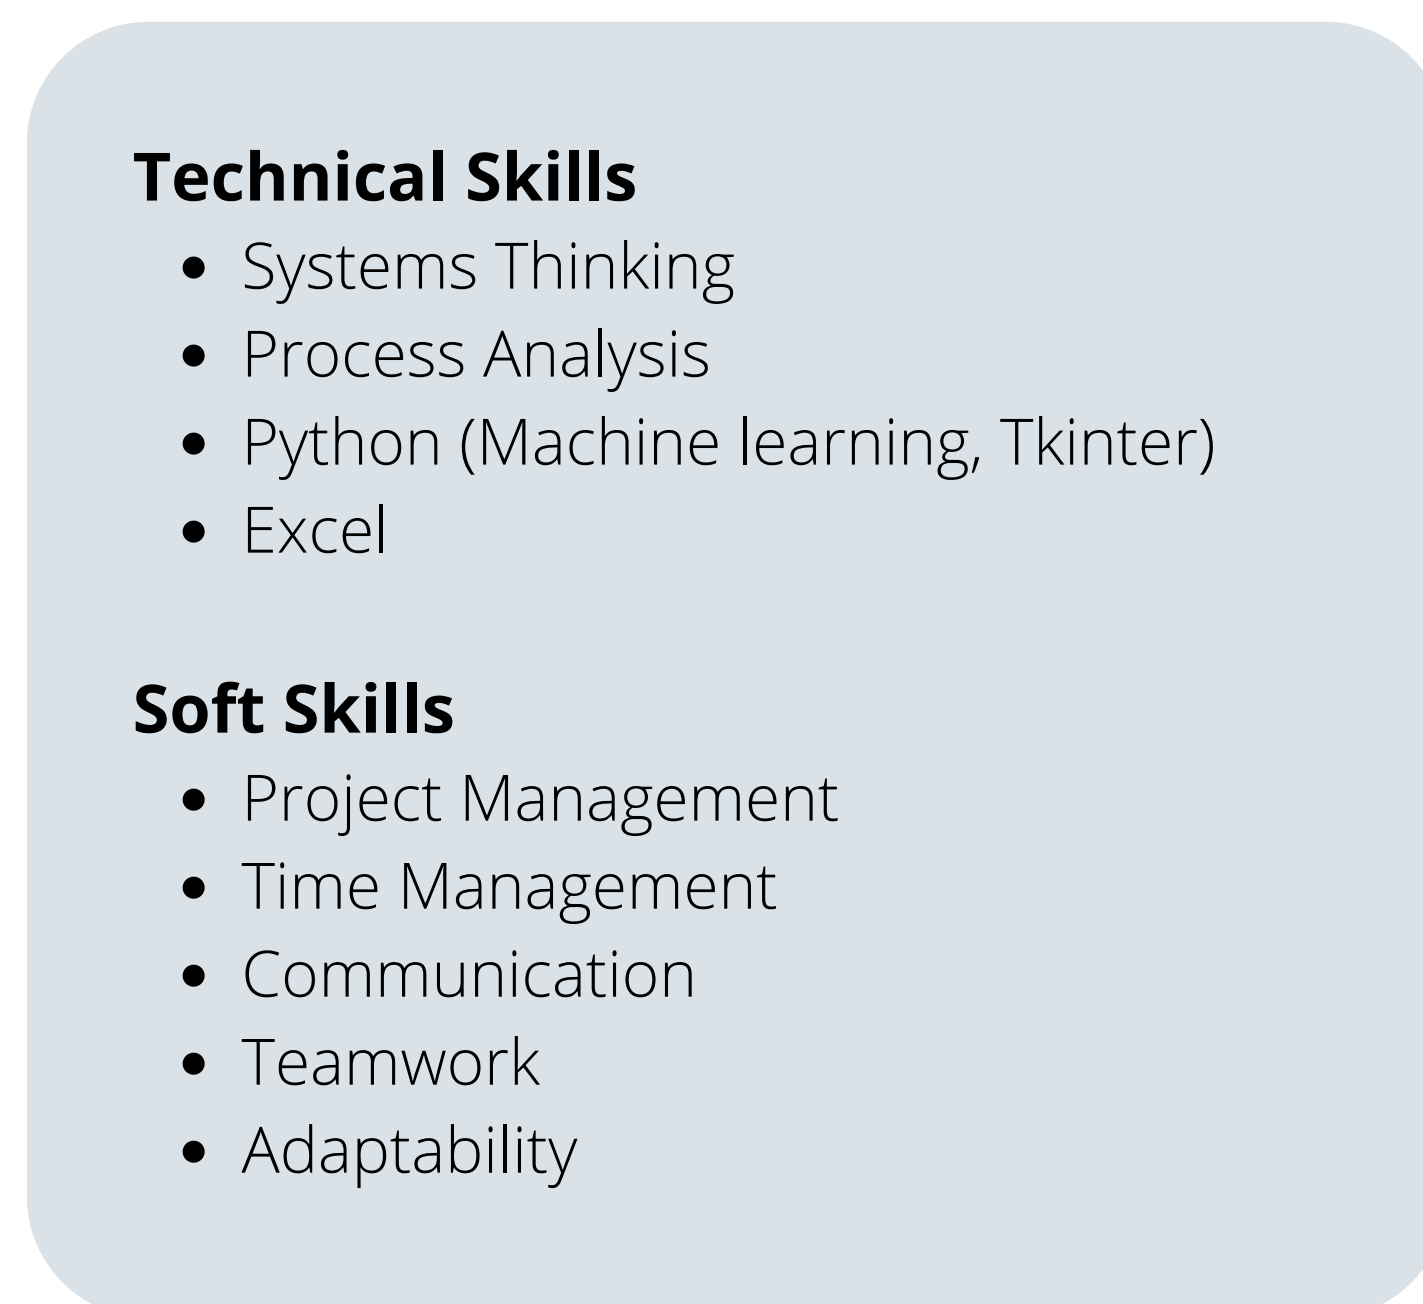 Technical Skills
• Systems Thinking
• Process Analysis
• Python (Machine learning, Tkinter)
• Excel
Soft Skills
• Project Management
• Time Management
• Communication
• Teamwork
• Adaptability